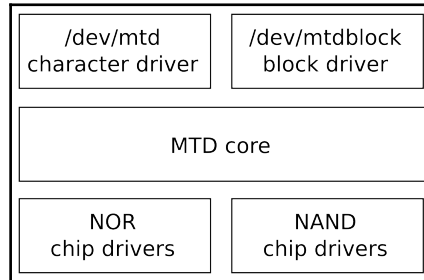 /dev/mtd
character driver
/dev/mtdblock
block driver
MTD core
NOR
chip drivers
NAND
chip drivers